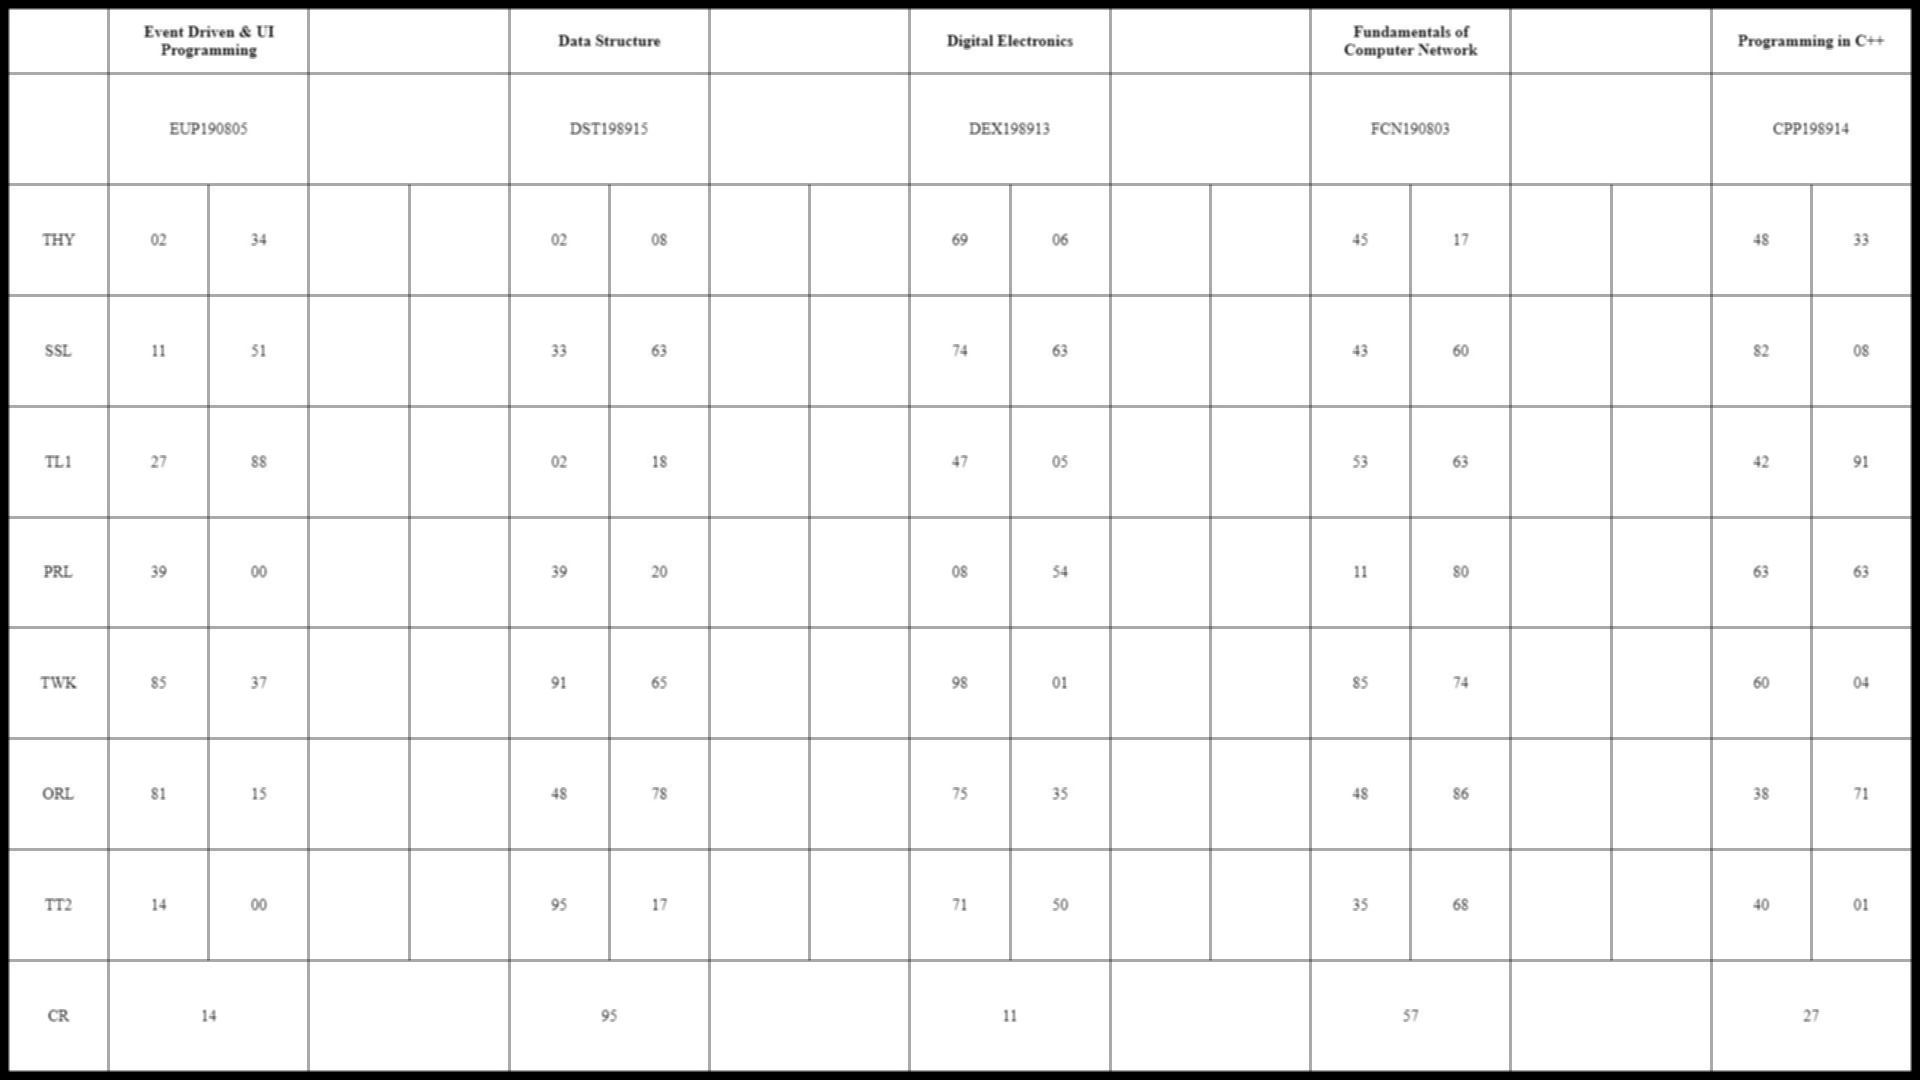 Event Driven & UI
Programming
Data Structure
Digital Electronics
Fundamentals of
Computer Network
Programming in C++
EUP190805 DST198915 DEX198913 FCN190803 CPP198914
THY 02 34 02 08 69 06 45 17 48 33
SSL 11 51 33 63 74 63 43 60 82 08
TL1 27 88 02 18 47 05 53 63 42 91
PRL 39 00 39 20 08 54 11 80 63 63
TWK 85 37 91 65 98 01 85 74 60 04
ORL 81 15 48 78 75 35 48 86 38 71
TT2 14 00 95 17 71 50 35 68 40 01
CR 14 95 11 57 27